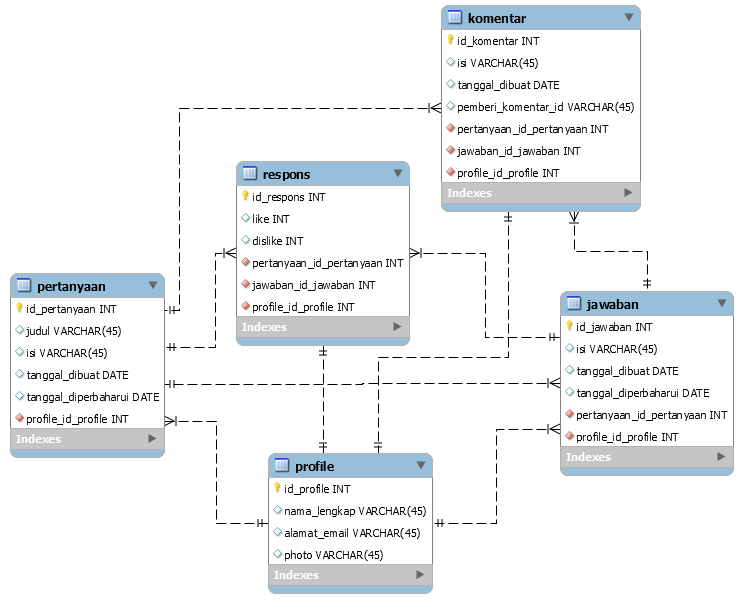 komentar
id_komentar INT
isi VARCHAR(45)
tanggal_dibuat DATE
pemberi_komentar_id VARCHAR(45)
pertanyaan_id_pertanyaan INT
jawaban_id_jawaban INT
profile_id_profile INT
Indexes
respons
id_respons INT
like INT
dislike INT
pertanyaan_id_pertanyaan INT
jawaban_id_jawaban INT
profile_id_profile INT
Indexes
pertanyaan
id_pertanyaan INT
judul VARCHAR(45)
isi VARCHAR(45)
tanggal_dibuat DATE
tanggal_diperbaharui DATE
profile_id_profile INT
Indexes
jawaban
id_jawaban INT
isi VARCHAR(45)
tanggal_dibuat DATE
tanggal_diperbaharui DATE
pertanyaan_id_pertanyaan INT
profile_id_profile INT
Indexes
profile
id_profile INT
nama_lengkap VARCHAR(45)
alamat_email VARCHAR(45)
photo VARCHAR(45)
Indexes